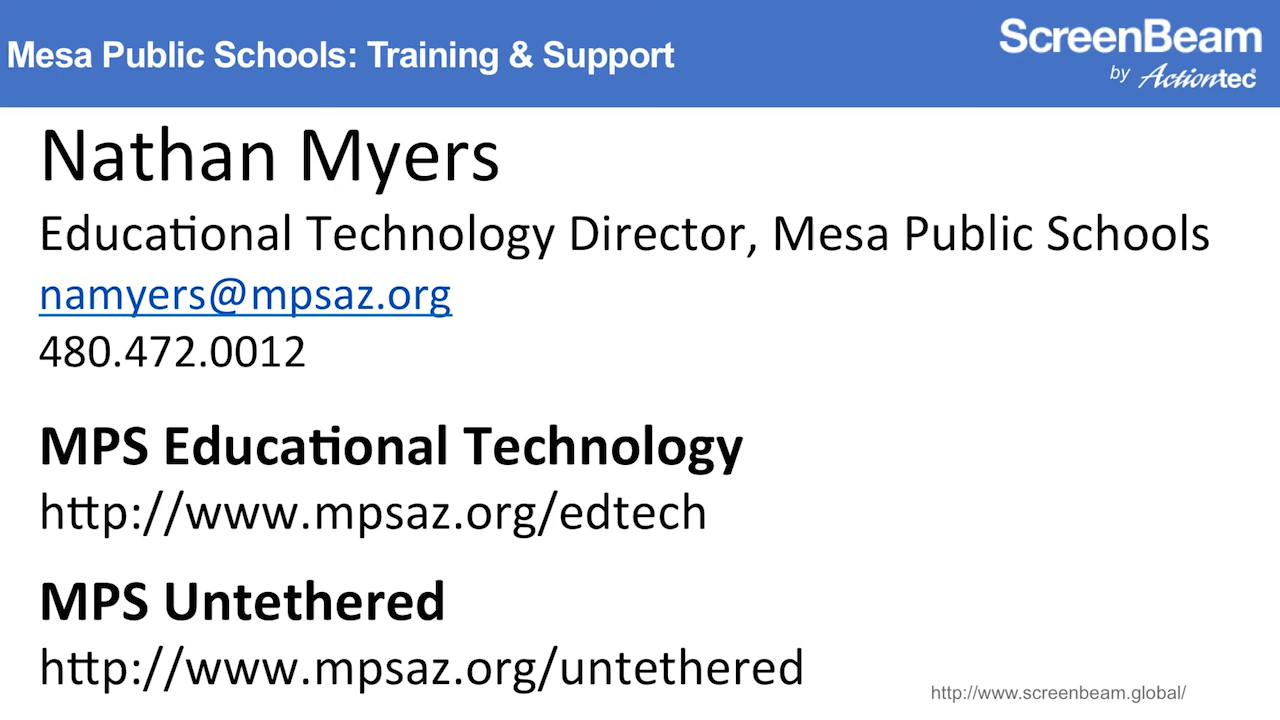 Mesa Public Schools: Training & Support
ScreenBeam
by Actiontec®
Nathan Myers
Educational Technology Director, Mesa Public Schools
namyers@mpsaz.org
480.472.0012
MPS Educational Technology
http://www.mpsaz.org/edtech
MPS Untethered
http://www.mpsaz.org/untethered
http://www.screenbeam.global/